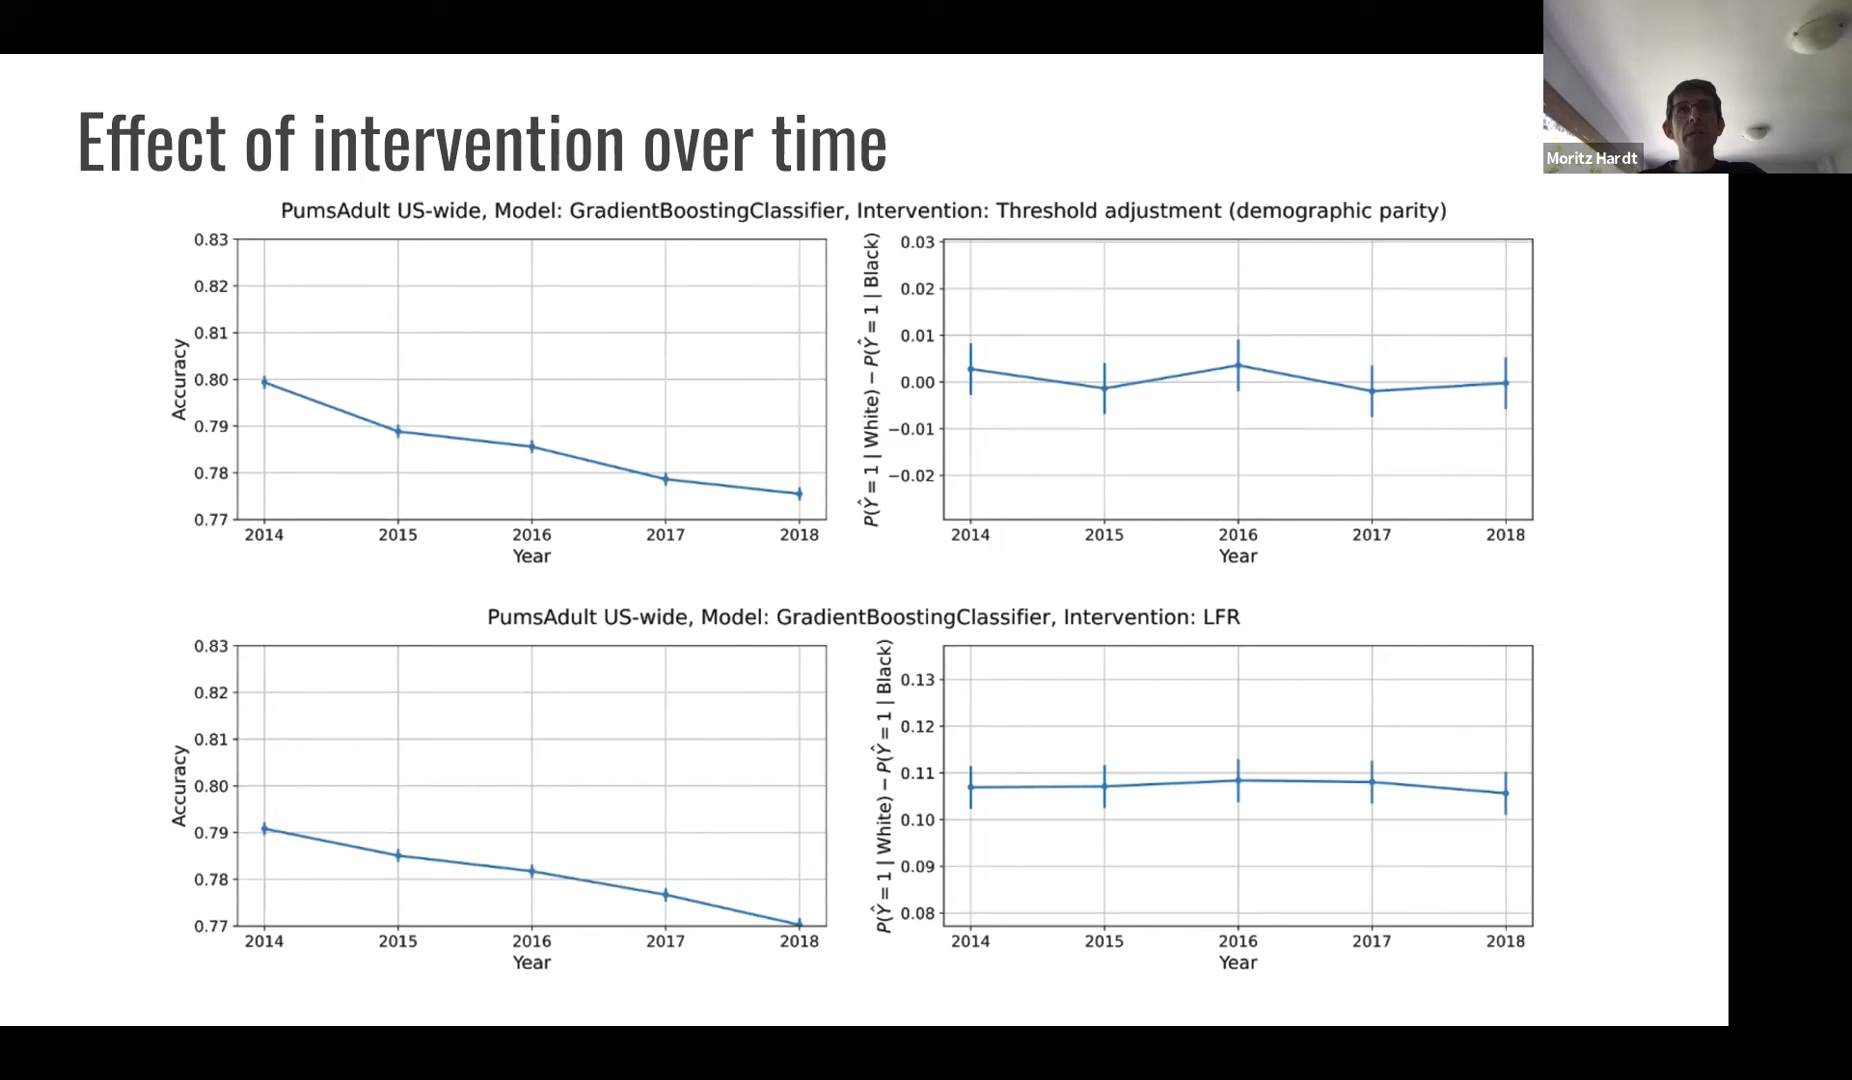 Moritz Hardt
Effect of intervention over time
PumsAdult US-wide, Model: GradientBoostingClassifier, Intervention: Threshold adjustment (demographic parity)
0.83
0.82
0.81
0.80
0.79
0.78
0.77
Accuracy
2014 2015 2016 2017 2018
Year
0.03
0.02
0.01
0.00
−0.01
−0.02
P(Ŷ = 1 | White) − P(Ŷ = 1 | Black)
2014 2015 2016 2017 2018
Year
PumsAdult US-wide, Model: GradientBoostingClassifier, Intervention: LFR
0.83
0.82
0.81
0.80
0.79
0.78
0.77
Accuracy
2014 2015 2016 2017 2018
Year
0.13
0.12
0.11
0.10
0.09
0.08
P(Ŷ = 1 | White) − P(Ŷ = 1 | Black)
2014 2015 2016 2017 2018
Year